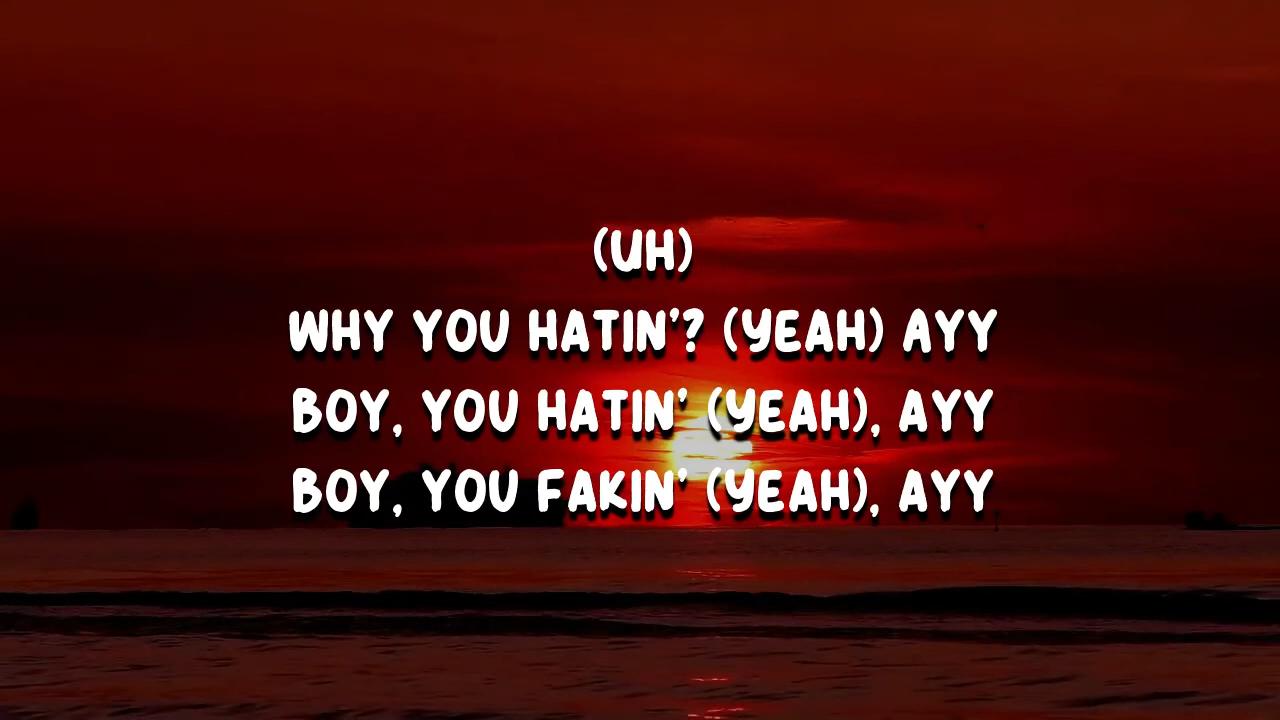 (UH)
WHY YOU HATIN'? (YEAH) AYY
BOY, YOU HATIN' (YEAH), AYY
BOY, YOU FAKIN' (YEAH), AYY